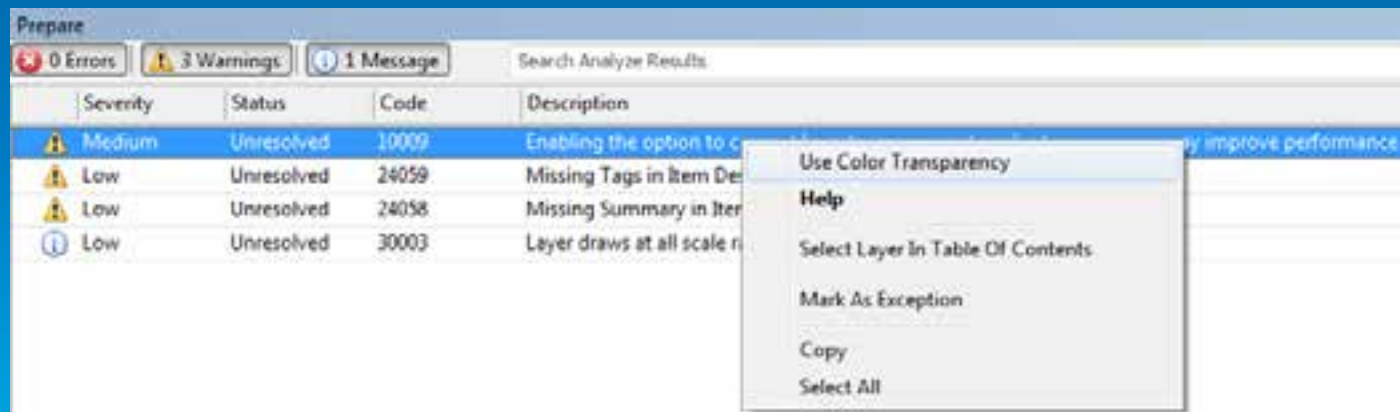 Prepare
0 Errors 3 Warnings 1 Message Search Analyze Results
Severity Status Code Description
Medium Unresolved 10009 Enabling the option to c y improve performance
Low Unresolved 24059 Missing Tags in Item Des
Low Unresolved 24058 Missing Summary in Iter
Low Unresolved 30003 Layer draws at all scale r
Use Color Transparency
Help
Select Layer In Table Of Contents
Mark As Exception
Copy
Select All